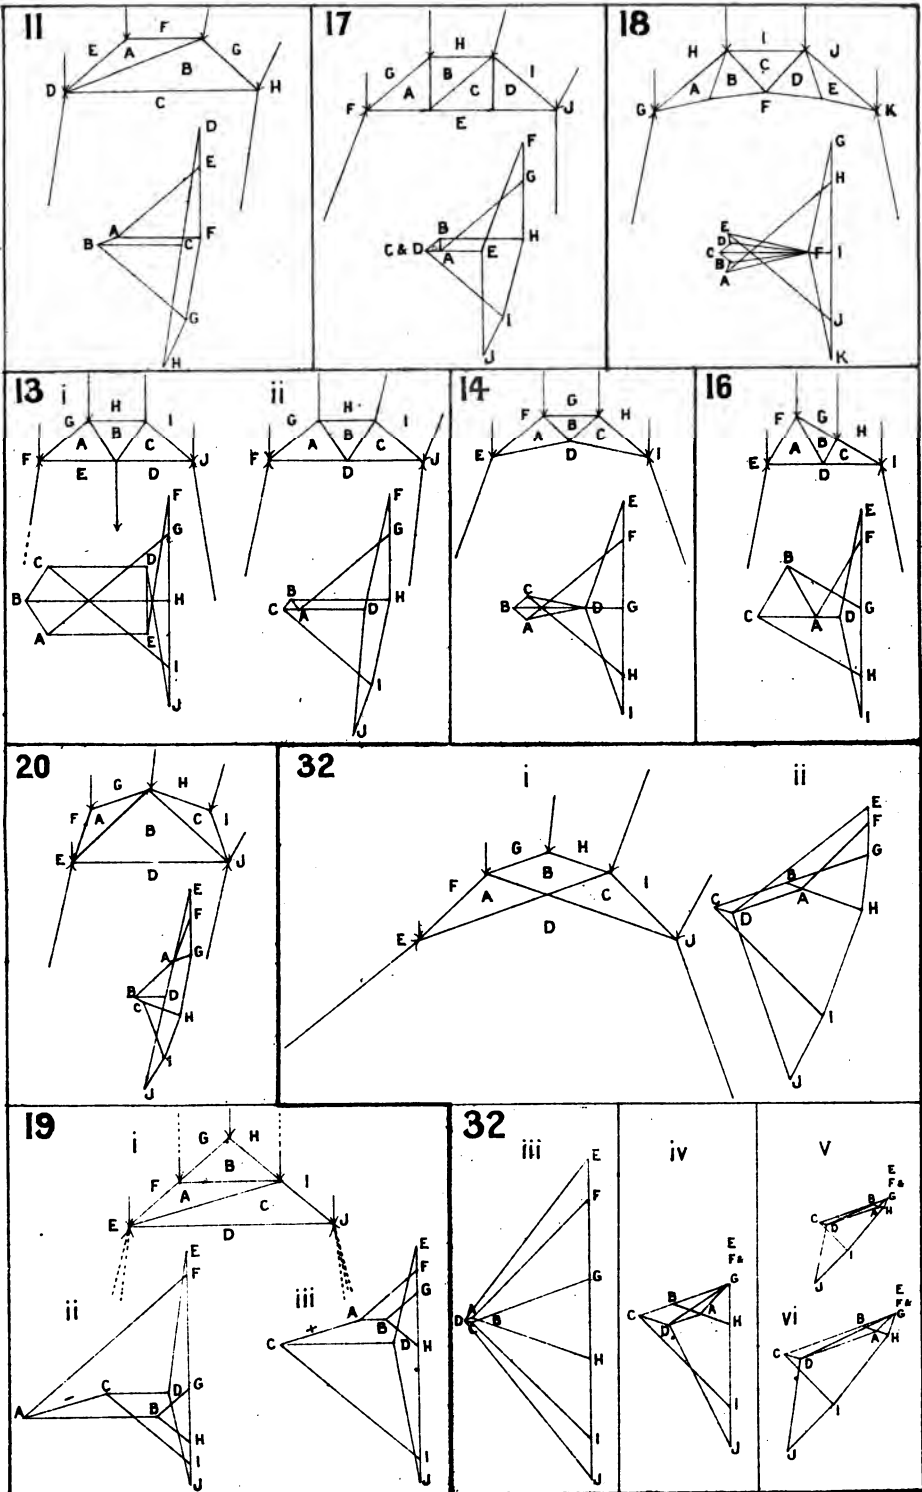 11
F
E A G
B
D H
C
D
E
A F
B C
G
H
17
H
G B I
A C D
F J
E
F
G
B
H
C & D A E
I
J
18
I
H J
C
B D
A E
G F K
G
H
E
D
C F I
B
A
J
K
13 i
H
G I
B
A C
F J
E D
F
G
C D
B H
A E
I
J
ii
H
G I
B
A C
F J
D
F
G
B H
C A D
I
J
14
G
F H
B
A C
E D I
E
F
C
B D G
A
H
I
16
F G
H
A B
C
E I
D
E
F
B
G
C A D
H
I
20
G H
F A C I
B
E J
D
E
F
A G
B D
C H
I
J
32 i
G H
B
F A C I
D
E J
ii
E
F
G
B
C A
D H
I
J
19 i
G H
B
F A I
C
E J
D
ii
E
F
–
C D G
A B
H
I
J
iii
E
F
G
A
+ B
C D H
I
J
32 iii
E
F
G
A
D B
C
H
I
J
iv
E
F &
G
B
C A
D H
I
J
v
E
F &
B G
C A H
D
I
J
vi
E
F &
G
B
C A H
D
I
J